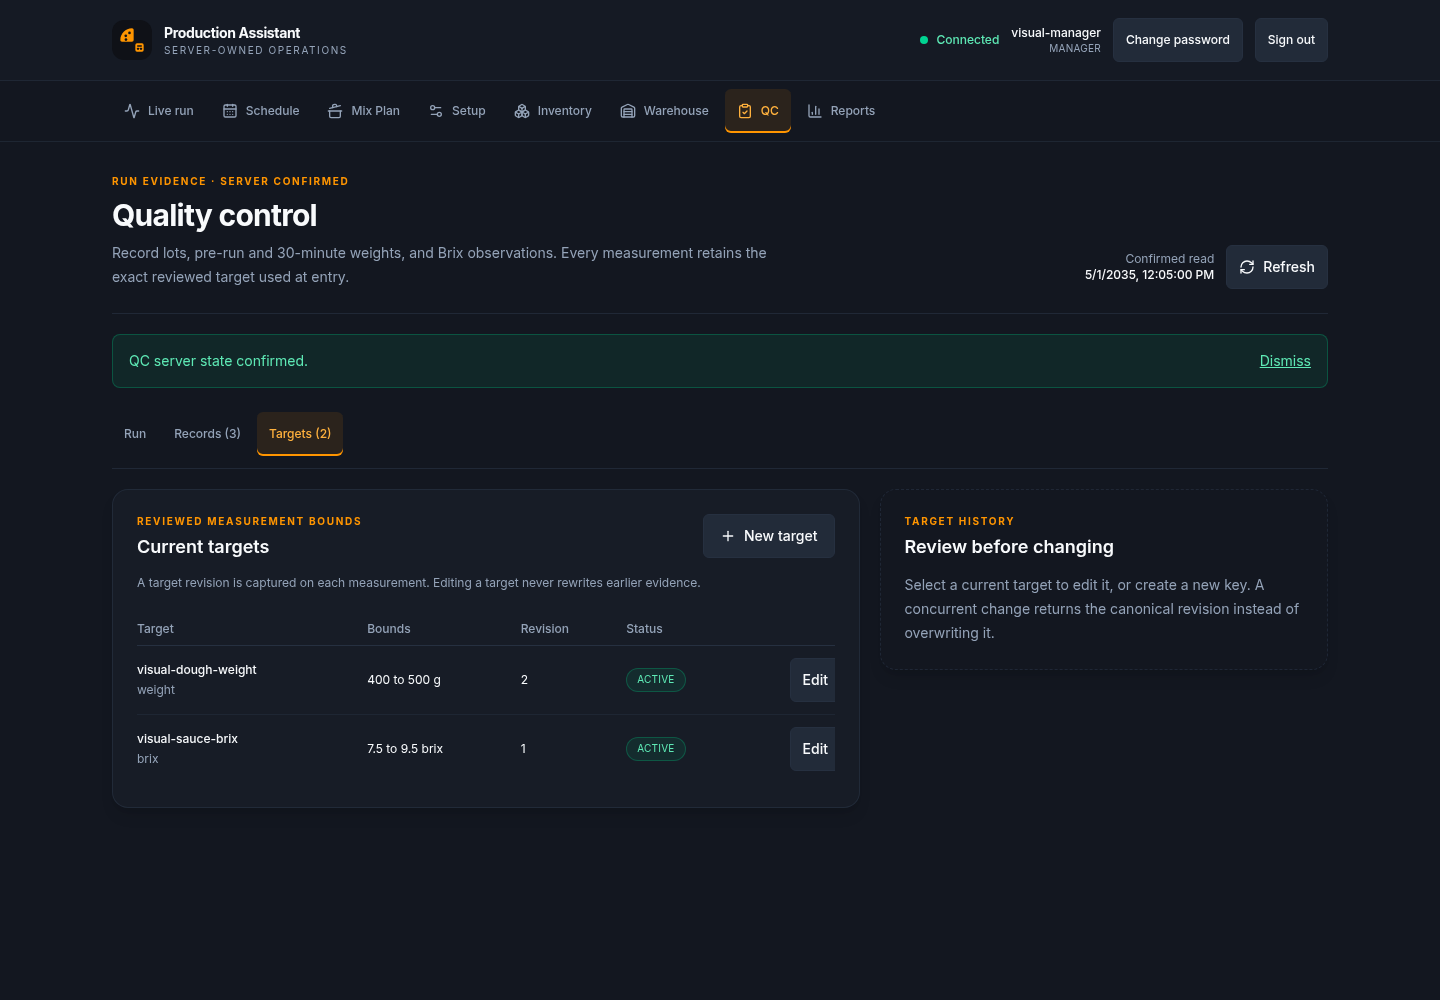 Production Assistant
SERVER-OWNED OPERATIONS
Connected
visual-manager
MANAGER
Change password
Sign out
Live run
Schedule
Mix Plan
Setup
Inventory
Warehouse
QC
Reports
RUN EVIDENCE · SERVER CONFIRMED
Quality control
Record lots, pre-run and 30-minute weights, and Brix observations. Every measurement retains the
exact reviewed target used at entry.
Confirmed read
5/1/2035, 12:05:00 PM
Refresh
QC server state confirmed.
Dismiss
Run
Records (3)
Targets (2)
REVIEWED MEASUREMENT BOUNDS
Current targets
New target
A target revision is captured on each measurement. Editing a target never rewrites earlier evidence.
Target Bounds Revision Status
visual-dough-weight
weight
400 to 500 g
2
ACTIVE
Edit
visual-sauce-brix
brix
7.5 to 9.5 brix
1
ACTIVE
Edit
TARGET HISTORY
Review before changing
Select a current target to edit it, or create a new key. A
concurrent change returns the canonical revision instead of
overwriting it.